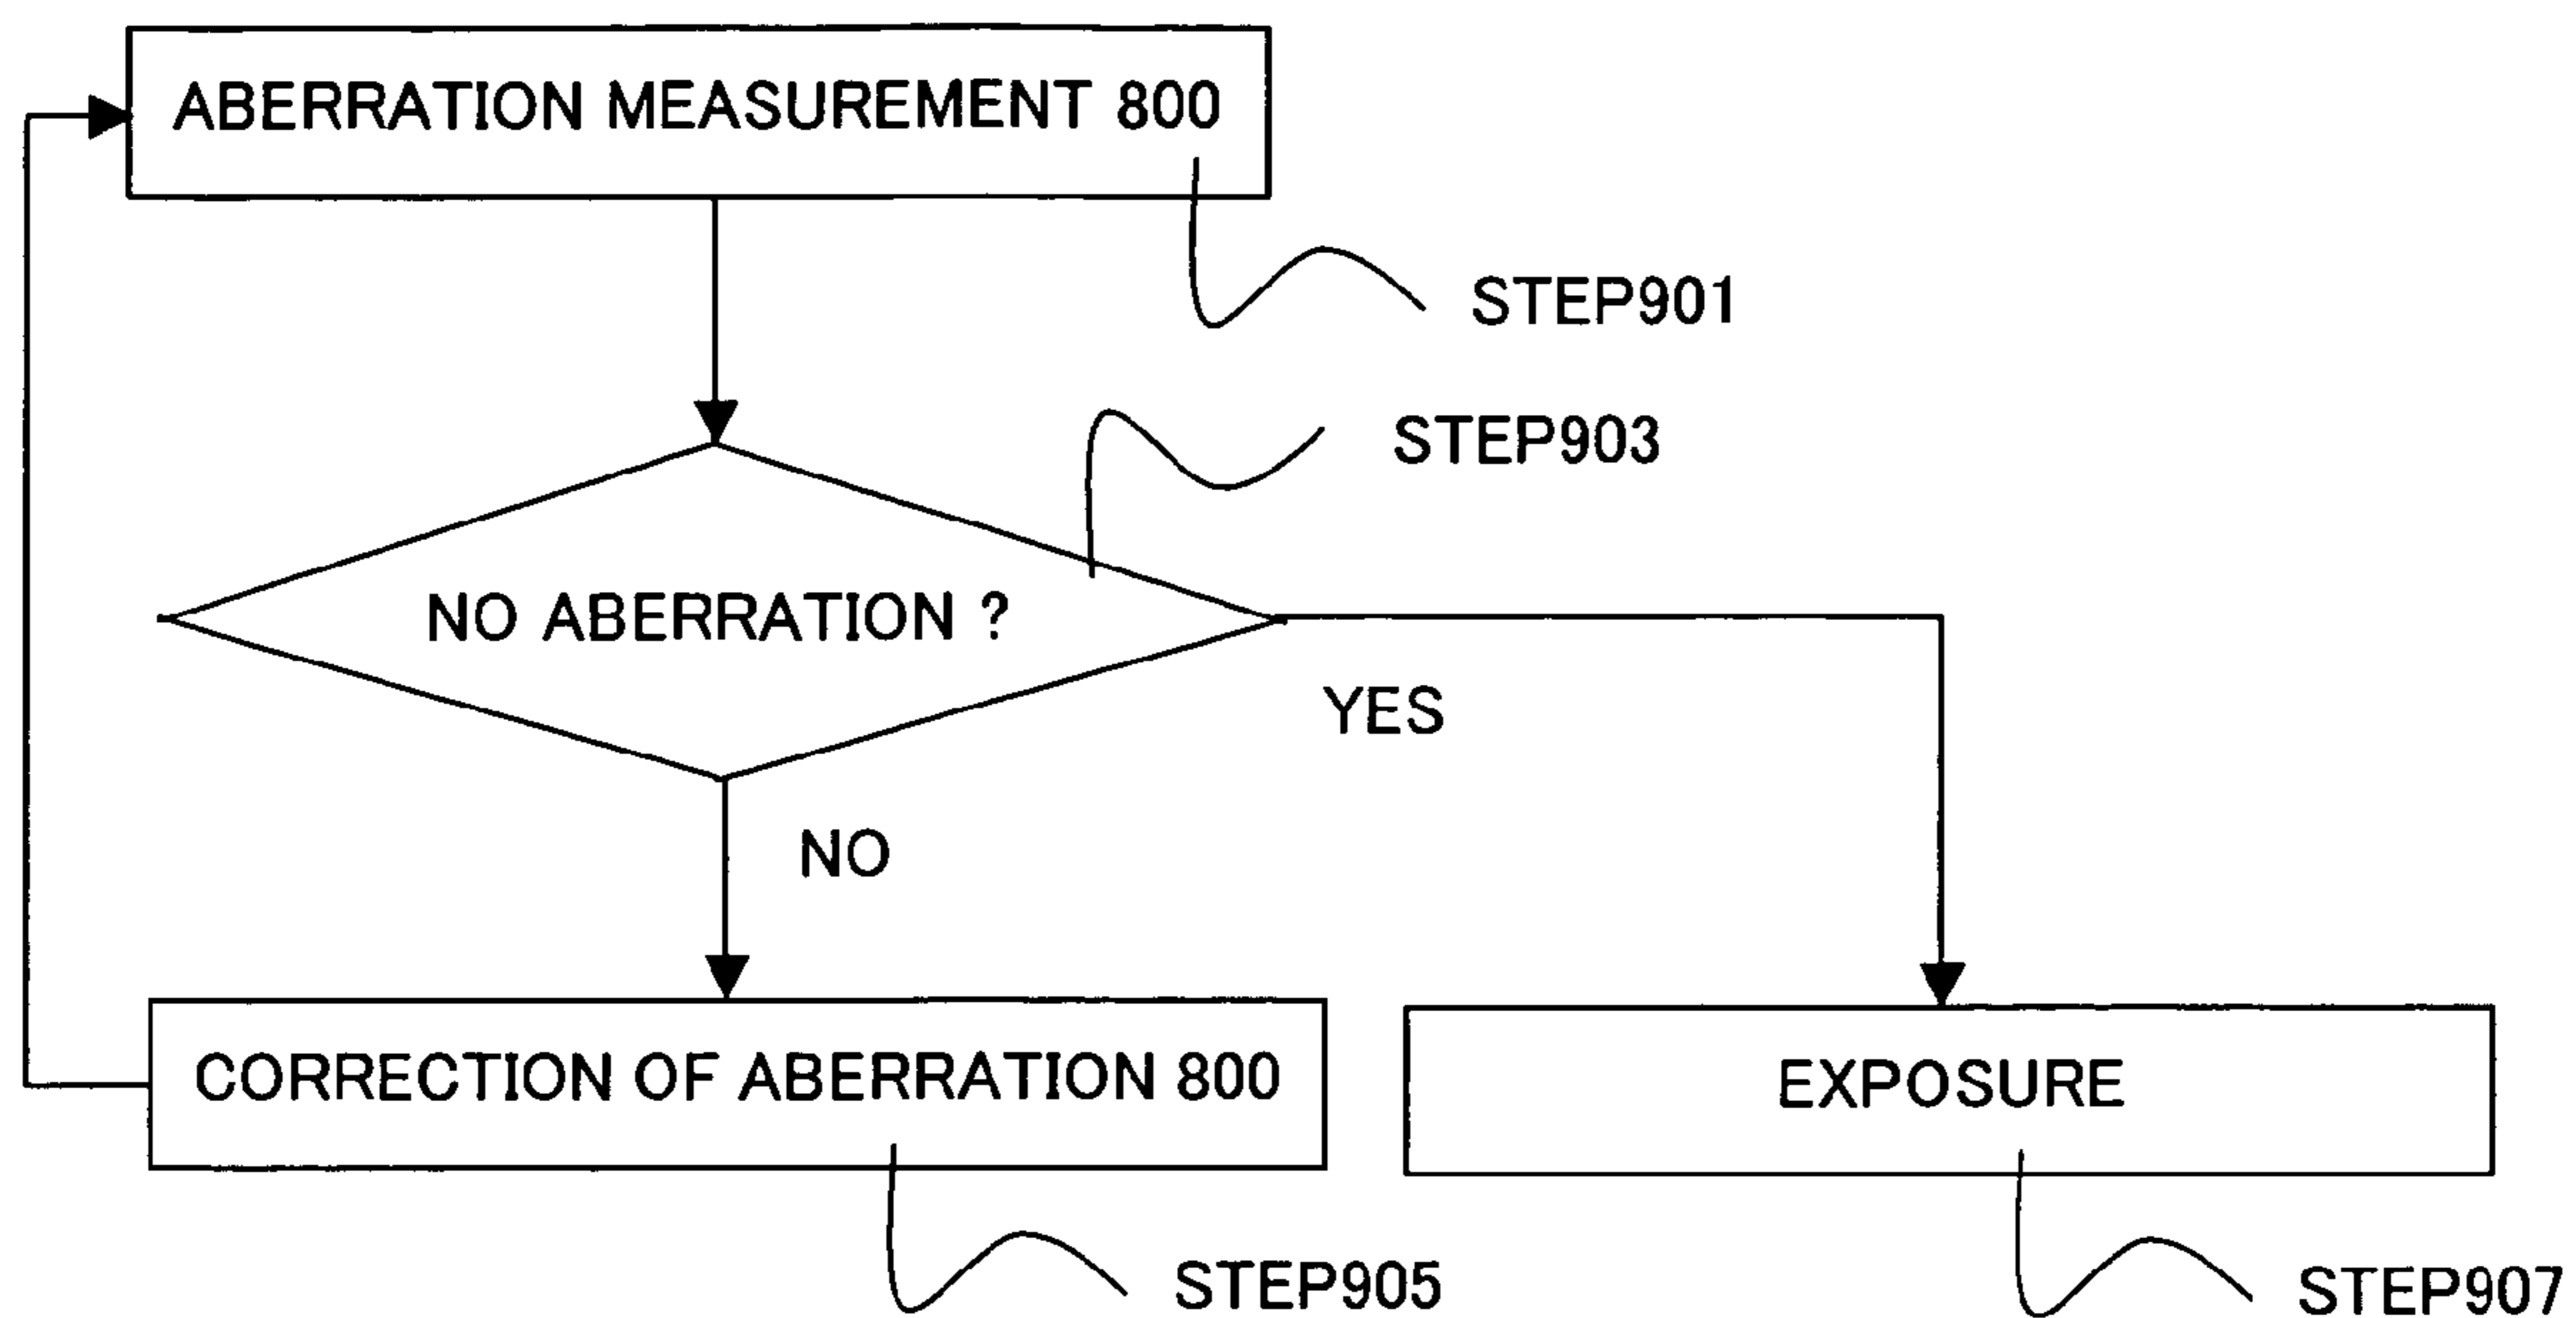 ABERRATION MEASUREMENT 800
STEP901
STEP903
NO ABERRATION ?
YES
NO
CORRECTION OF ABERRATION 800
EXPOSURE
STEP905
STEP907